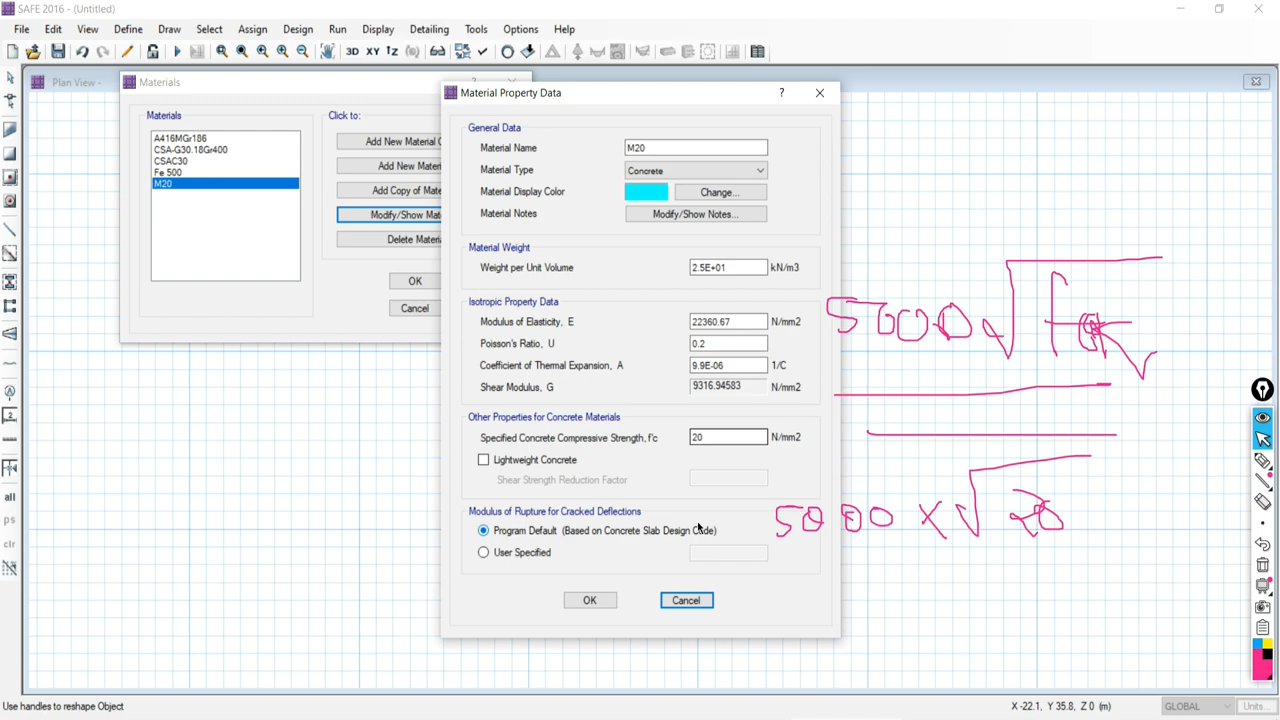 SAFE 2016 - (Untitled)
File Edit View Define Draw Select Assign Design Run Display Detailing Tools Options Help
3D XY
Plan View -
Materials
Materials
A416MGr186
CSA-G30.18Gr400
CSAC30
Fe 500
M20
Click to:
Add New Material
Add New Materi
Add Copy of Mate
Modify/Show Mat
Delete Materi
OK
Cancel
Material Property Data
?
General Data
Material Name M20
Material Type Concrete
Material Display Color Change...
Material Notes Modify/Show Notes...
Material Weight
Weight per Unit Volume 2.5E+01 kN/m3
Isotropic Property Data
Modulus of Elasticity, E 22360.67 N/mm2
Poisson's Ratio, U 0.2
Coefficient of Thermal Expansion, A 9.9E-06 1/C
Shear Modulus, G 9316.94583 N/mm2
Other Properties for Concrete Materials
Specified Concrete Compressive Strength, f'c 20 N/mm2
Lightweight Concrete
Shear Strength Reduction Factor
Modulus of Rupture for Cracked Deflections
Program Default (Based on Concrete Slab Design Code)
User Specified
OK Cancel
5000 √ fck
5000 x √ 20
all
ps
clr
Use handles to reshape Object
X -22.1, Y 35.8, Z 0 (m)
GLOBAL
Units...